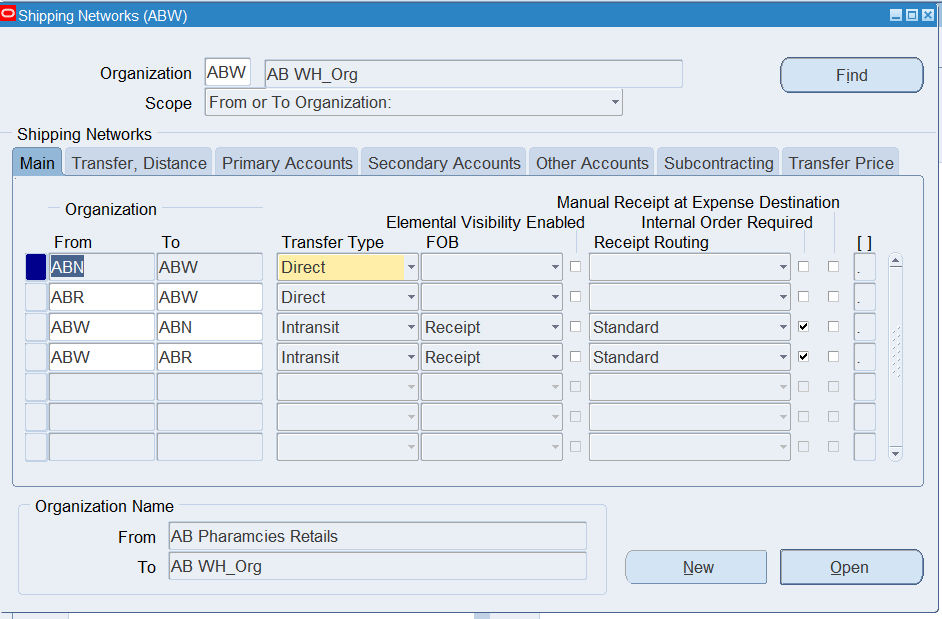 Shipping Networks (ABW)
Organization ABW AB WH_Org Find
Scope From or To Organization:
Shipping Networks
Main Transfer, Distance Primary Accounts Secondary Accounts Other Accounts Subcontracting Transfer Price
Manual Receipt at Expense Destination
Organization Elemental Visibility Enabled Internal Order Required
From To Transfer Type FOB Receipt Routing [ ]
ABN ABW Direct .
ABR ABW Direct .
ABW ABN Intransit Receipt Standard .
ABW ABR Intransit Receipt Standard .
Organization Name
From AB Pharamcies Retails
To AB WH_Org
New Open